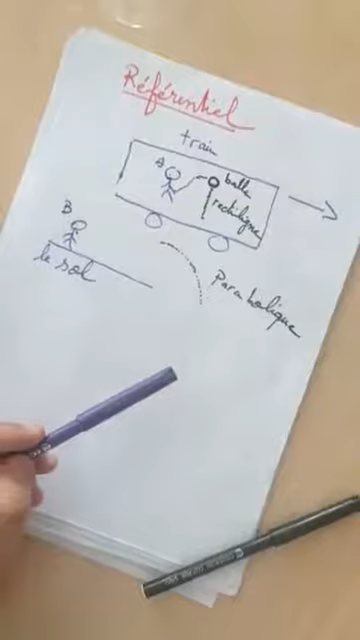 Référentiel
train
A
balle
rectiligne
B
le sol
Parabolique